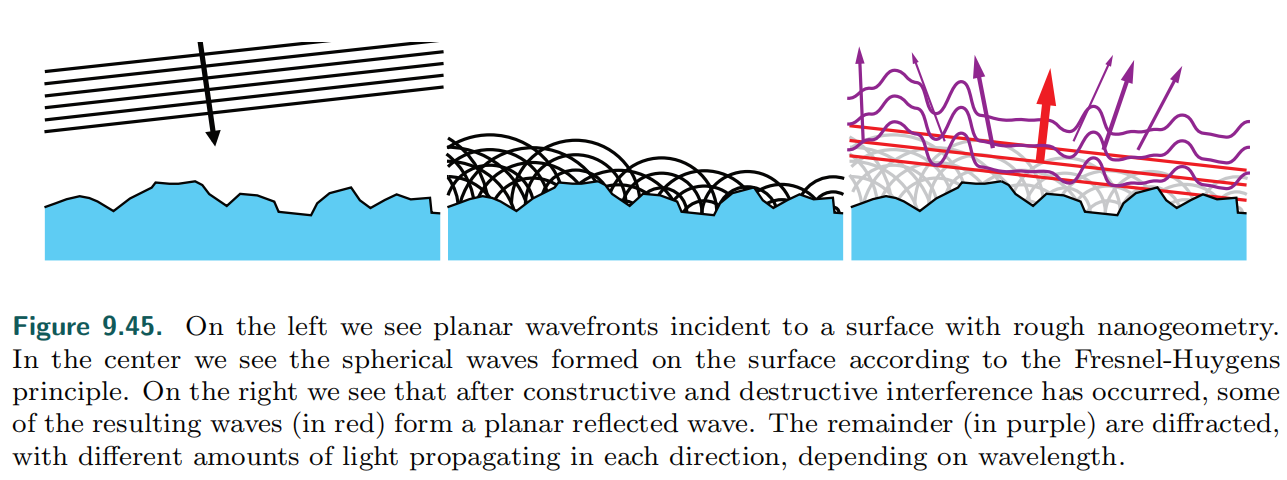 Figure 9.45. On the left we see planar wavefronts incident to a surface with rough nanogeometry.
In the center we see the spherical waves formed on the surface according to the Fresnel-Huygens
principle. On the right we see that after constructive and destructive interference has occurred, some
of the resulting waves (in red) form a planar reflected wave. The remainder (in purple) are diffracted,
with different amounts of light propagating in each direction, depending on wavelength.